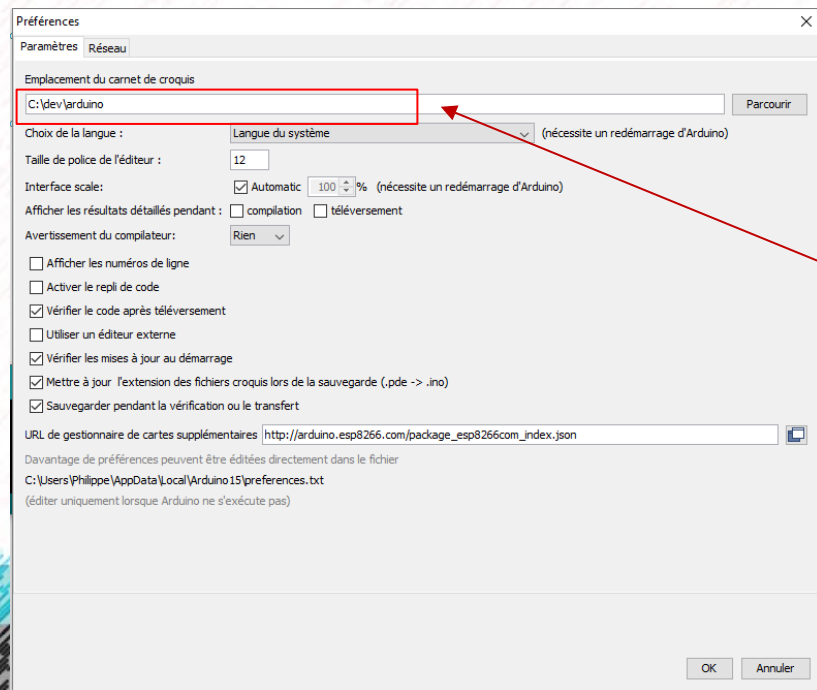 Préférences
Paramètres Réseau
Emplacement du carnet de croquis
C:\dev\arduino Parcourir
Choix de la langue : Langue du système (nécessite un redémarrage d'Arduino)
Taille de police de l'éditeur : 12
Interface scale: Automatic 100 % (nécessite un redémarrage d'Arduino)
Afficher les résultats détaillés pendant : compilation téléversement
Avertissement du compilateur: Rien
Afficher les numéros de ligne
Activer le repli de code
Vérifier le code après téléversement
Utiliser un éditeur externe
Vérifier les mises à jour au démarrage
Mettre à jour l'extension des fichiers croquis lors de la sauvegarde (.pde -> .ino)
Sauvegarder pendant la vérification ou le transfert
URL de gestionnaire de cartes supplémentaires http://arduino.esp8266.com/package_esp8266com_index.json
Davantage de préférences peuvent être éditées directement dans le fichier
C:\Users\Philippe\AppData\Local\Arduino15\preferences.txt
(éditer uniquement lorsque Arduino ne s'exécute pas)
OK Annuler